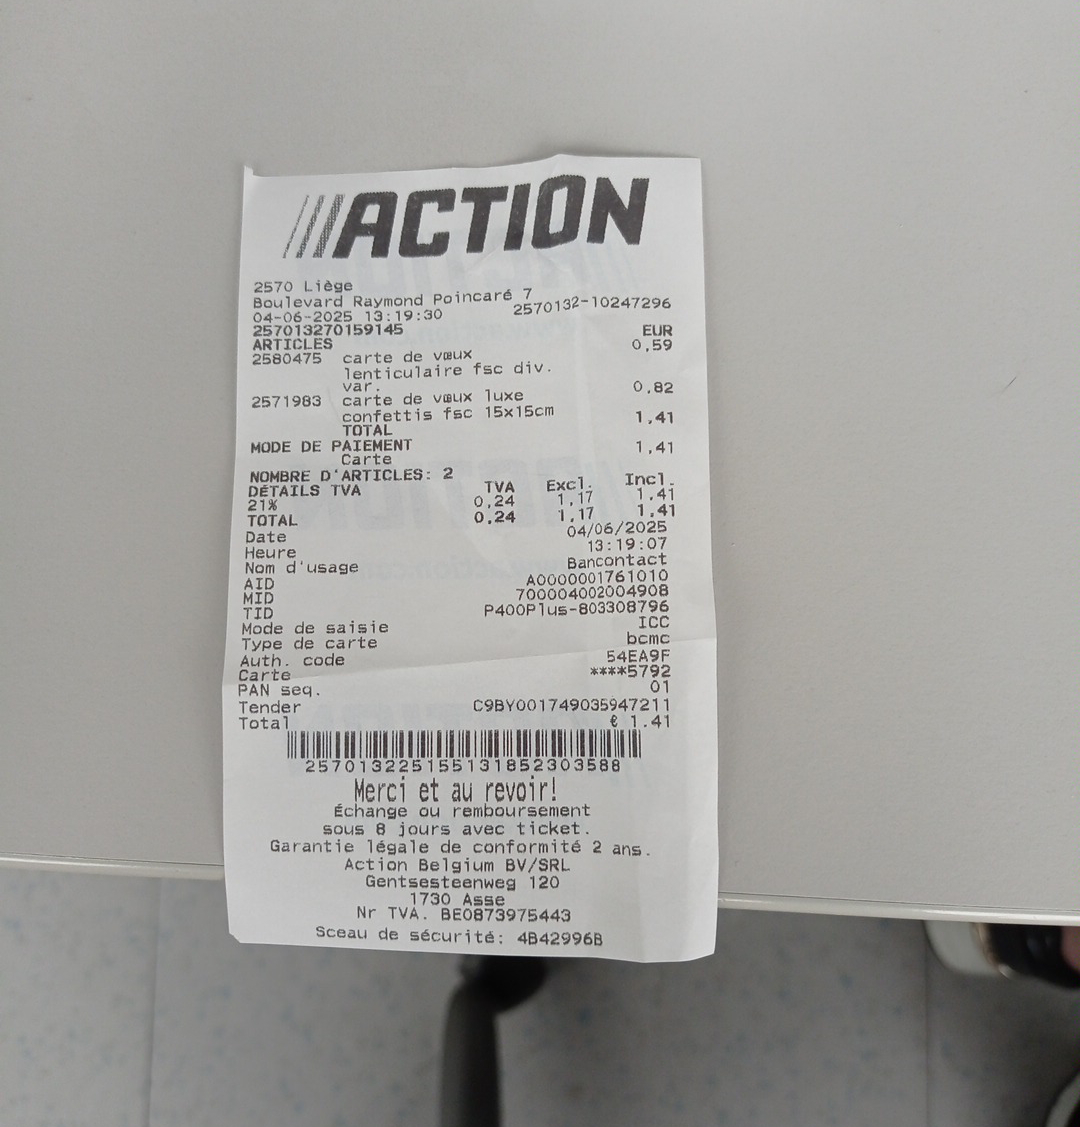 ACTION
2570 Liège
Boulevard Raymond Poincaré 7
04-06-2025 13:19:30 2570132-10247296
257013270159145 EUR
ARTICLES 0,59
2580475 carte de vœux
lenticulaire fsc div.
var. 0,82
2571983 carte de vœux luxe
confettis fsc 15x15cm 1,41
TOTAL
MODE DE PAIEMENT 1,41
Carte
NOMBRE D'ARTICLES: 2
DÉTAILS TVA TVA Excl. Incl.
21% 0,24 1,17 1,41
TOTAL 0,24 1,17 1,41
Date 04/06/2025
Heure 13:19:07
Nom d'usage Bancontact
AID A0000001761010
MID 700004002004908
TID P400Plus-803308796
Mode de saisie ICC
Type de carte bcmc
Auth. code 54EA9F
Carte ****5792
PAN seq. 01
Tender C9BY001749035947211
Total € 1.41
2570132251551318523​03588
Merci et au revoir!
Échange ou remboursement
sous 8 jours avec ticket.
Garantie légale de conformité 2 ans.
Action Belgium BV/SRL
Gentsesteenweg 120
1730 Asse
Nr TVA. BE0873975443
Sceau de sécurité: 4B42996B